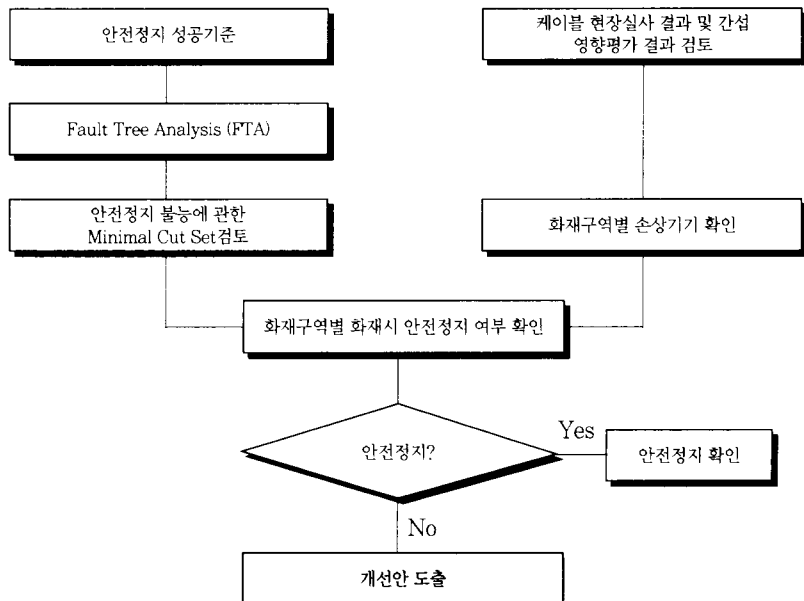 안전정지 성공기준
케이블 현장실사 결과 및 간섭
영향평가 결과 검토
Fault Tree Analysis (FTA)
안전정지 불능에 관한
Minimal Cut Set검토
화재구역별 손상기기 확인
화재구역별 화재시 안전정지 여부 확인
안전정지?
Yes
안전정지 확인
No
개선안 도출